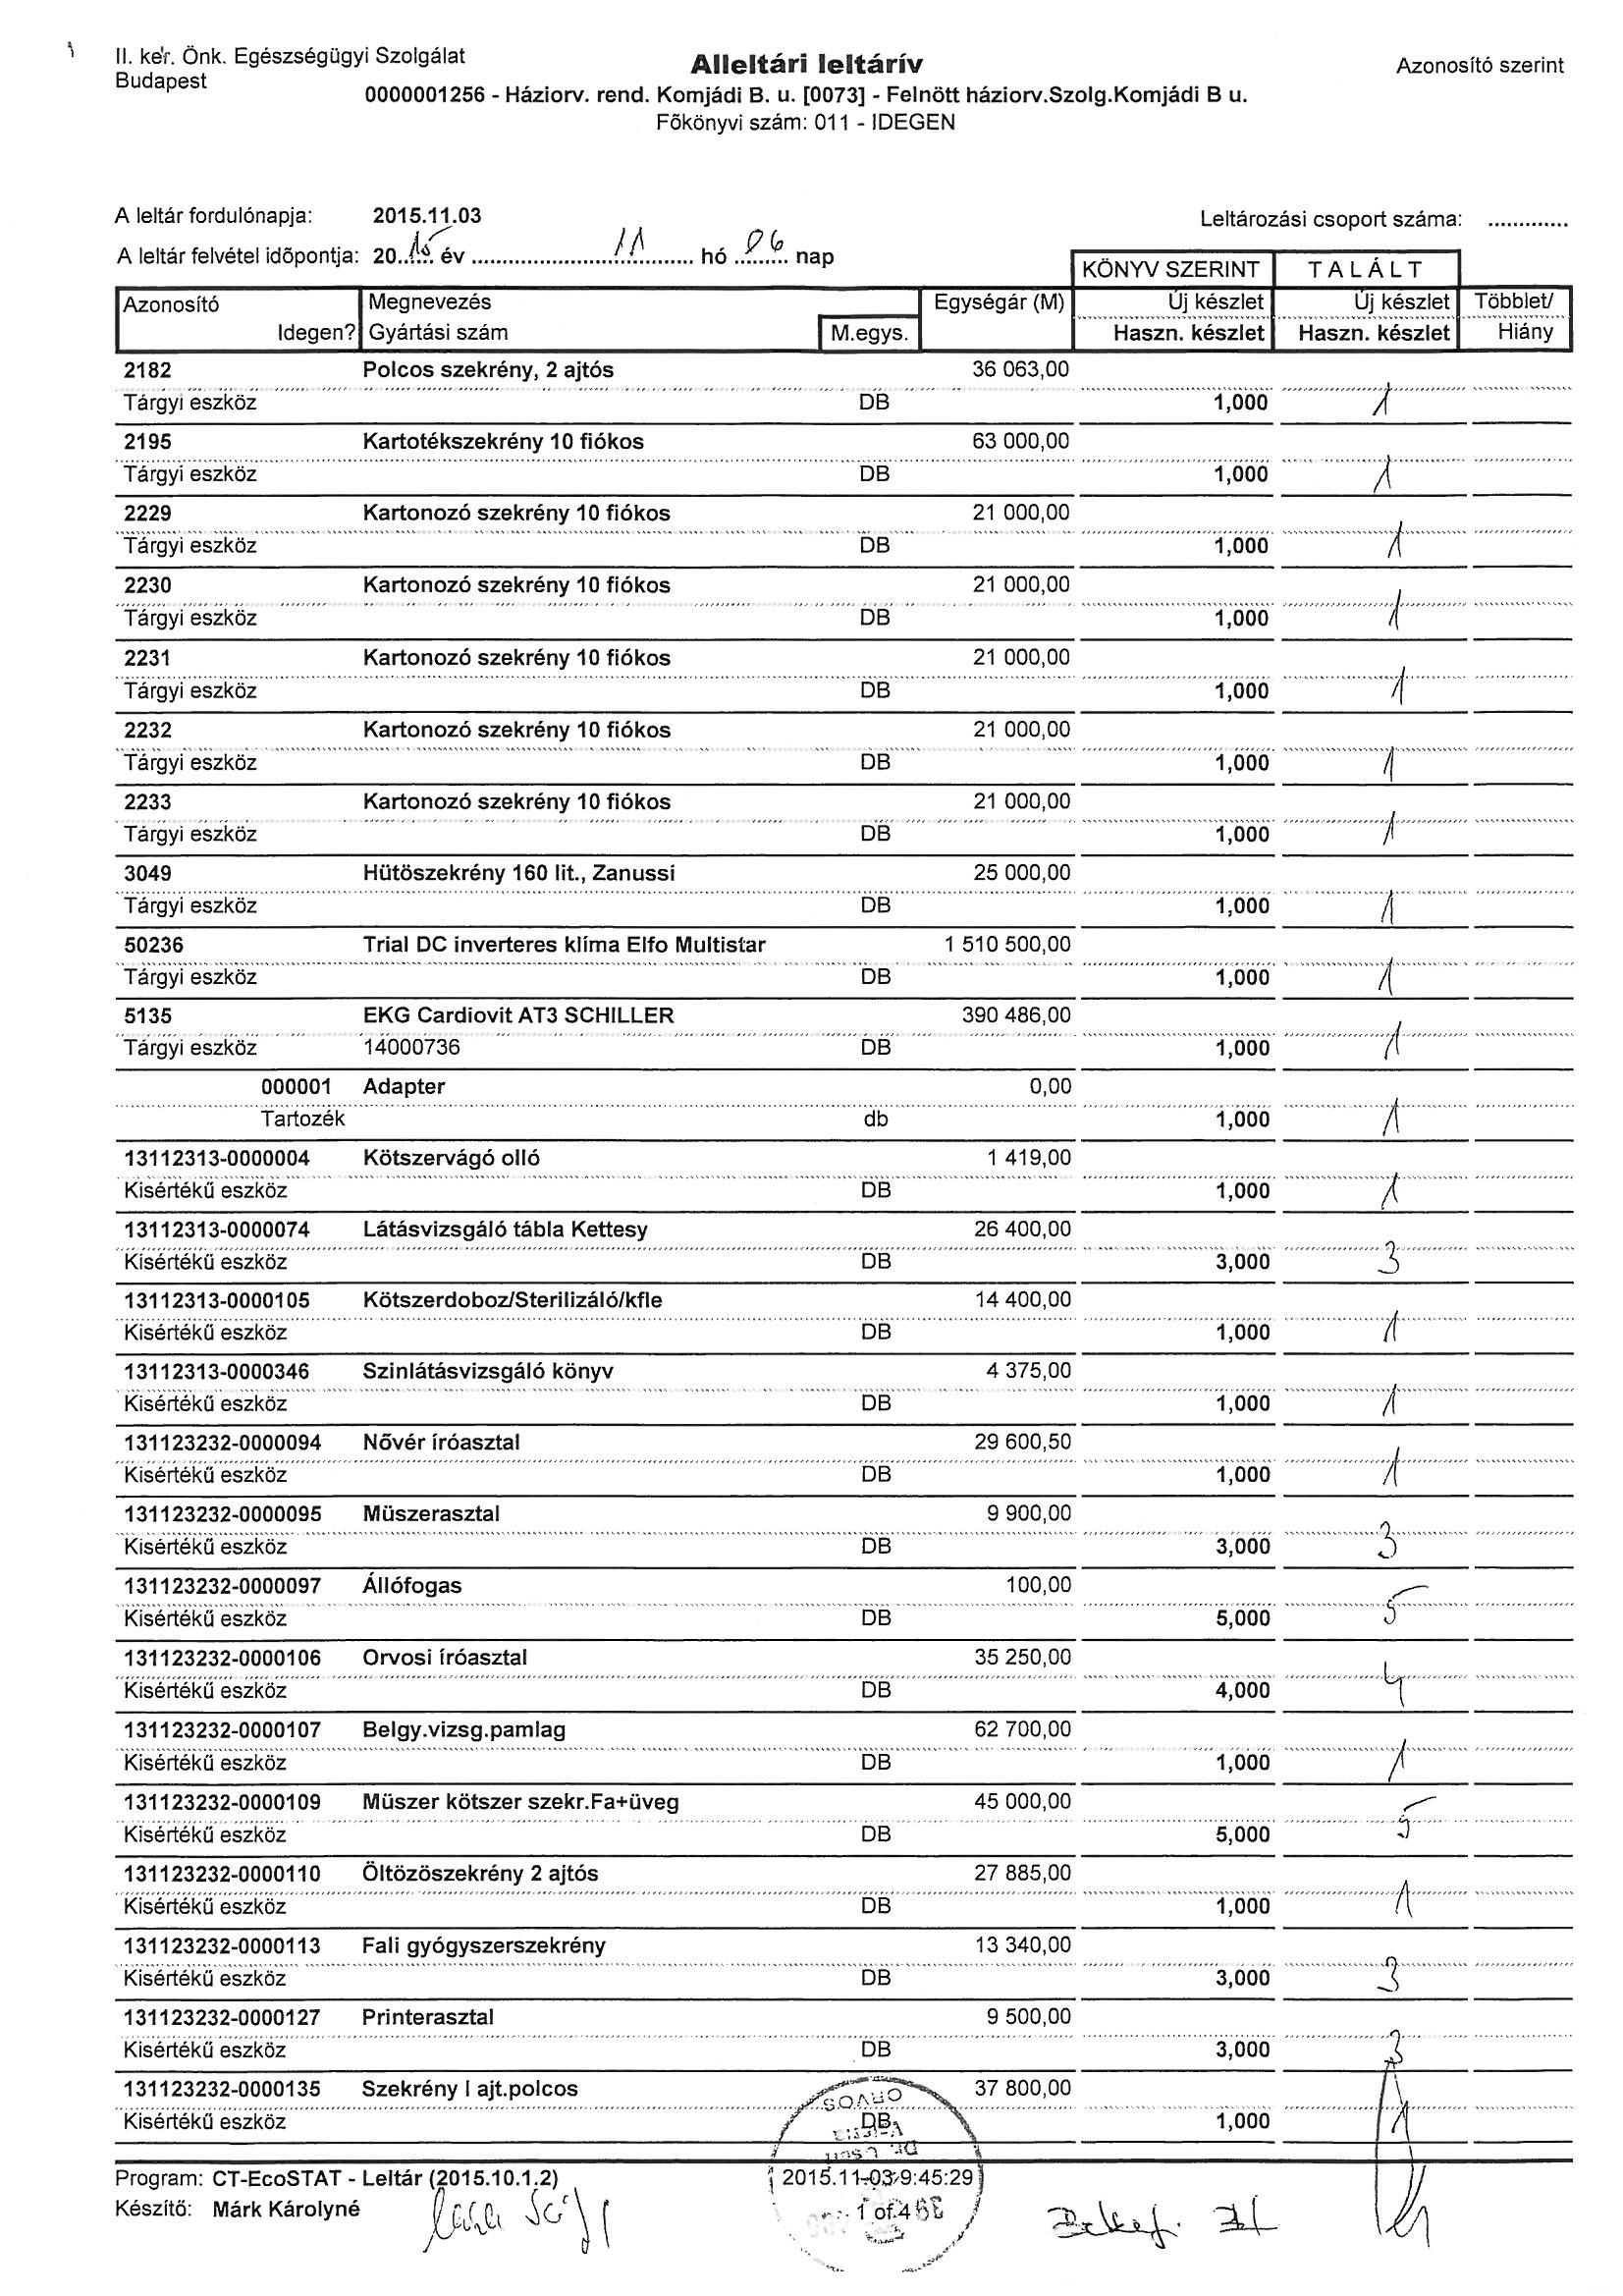 II. ker. Önk. Egészségügyi Szolgálat
Budapest
Alleltári leltárív
Azonosító szerint
0000001256 - Háziorv. rend. Komjádi B. u. [0073] - Felnött háziorv.Szolg.Komjádi B u.
Fõkönyvi szám: 011 - IDEGEN
A leltár fordulónapja: 2015.11.03
Leltározási csoport száma: .............
A leltár felvétel idõpontja: 2015 év 11 hó 06 nap
KÖNYV SZERINT TALÁLT
Azonosító Megnevezés Egységár (M) Új készlet Új készlet Többlet/
Idegen? Gyártási szám M.egys. Haszn. készlet Haszn. készlet Hiány
2182 Polcos szekrény, 2 ajtós 36 063,00
Tárgyi eszköz DB 1,000 1
2195 Kartotékszekrény 10 fiókos 63 000,00
Tárgyi eszköz DB 1,000 1
2229 Kartonozó szekrény 10 fiókos 21 000,00
Tárgyi eszköz DB 1,000 1
2230 Kartonozó szekrény 10 fiókos 21 000,00
Tárgyi eszköz DB 1,000 1
2231 Kartonozó szekrény 10 fiókos 21 000,00
Tárgyi eszköz DB 1,000 1
2232 Kartonozó szekrény 10 fiókos 21 000,00
Tárgyi eszköz DB 1,000 1
2233 Kartonozó szekrény 10 fiókos 21 000,00
Tárgyi eszköz DB 1,000 1
3049 Hütöszekrény 160 lit., Zanussi 25 000,00
Tárgyi eszköz DB 1,000 1
50236 Trial DC inverteres klíma Elfo Multistar 1 510 500,00
Tárgyi eszköz DB 1,000 1
5135 EKG Cardiovit AT3 SCHILLER 390 486,00
Tárgyi eszköz 14000736 DB 1,000 1
000001 Adapter 0,00
Tartozék db 1,000 1
13112313-0000004 Kötszervágó olló 1 419,00
Kisértékű eszköz DB 1,000 1
13112313-0000074 Látásvizsgáló tábla Kettesy 26 400,00
Kisértékű eszköz DB 3,000 3
13112313-0000105 Kötszerdoboz/Sterilizáló/kfle 14 400,00
Kisértékű eszköz DB 1,000 1
13112313-0000346 Szinlátásvizsgáló könyv 4 375,00
Kisértékű eszköz DB 1,000 1
131123232-0000094 Nővér íróasztal 29 600,50
Kisértékű eszköz DB 1,000 1
131123232-0000095 Müszerasztal 9 900,00
Kisértékű eszköz DB 3,000 3
131123232-0000097 Állófogas 100,00
Kisértékű eszköz DB 5,000 5
131123232-0000106 Orvosi íróasztal 35 250,00
Kisértékű eszköz DB 4,000 4
131123232-0000107 Belgy.vizsg.pamlag 62 700,00
Kisértékű eszköz DB 1,000 1
131123232-0000109 Müszer kötszer szekr.Fa+üveg 45 000,00
Kisértékű eszköz DB 5,000 5
131123232-0000110 Öltözöszekrény 2 ajtós 27 885,00
Kisértékű eszköz DB 1,000 1
131123232-0000113 Fali gyógyszerszekrény 13 340,00
Kisértékű eszköz DB 3,000 3
131123232-0000127 Printerasztal 9 500,00
Kisértékű eszköz DB 3,000 3
131123232-0000135 Szekrény I ajt.polcos 37 800,00
Kisértékű eszköz DB 1,000 1
ORVOS
Program: CT-EcoSTAT - Leltár (2015.10.1.2) 2015.11-03 9:45:29
Készítő: Márk Károlyné 1 of 4